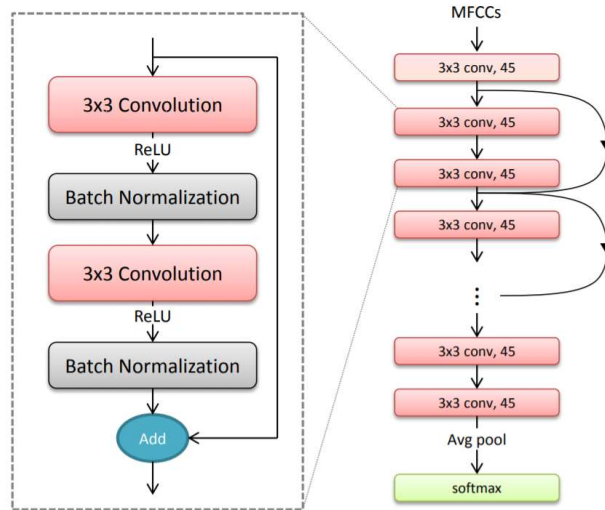 3x3 Convolution
ReLU
Batch Normalization
3x3 Convolution
ReLU
Batch Normalization
Add
MFCCs
3x3 conv, 45
3x3 conv, 45
3x3 conv, 45
3x3 conv, 45
⋮
3x3 conv, 45
3x3 conv, 45
Avg pool
softmax